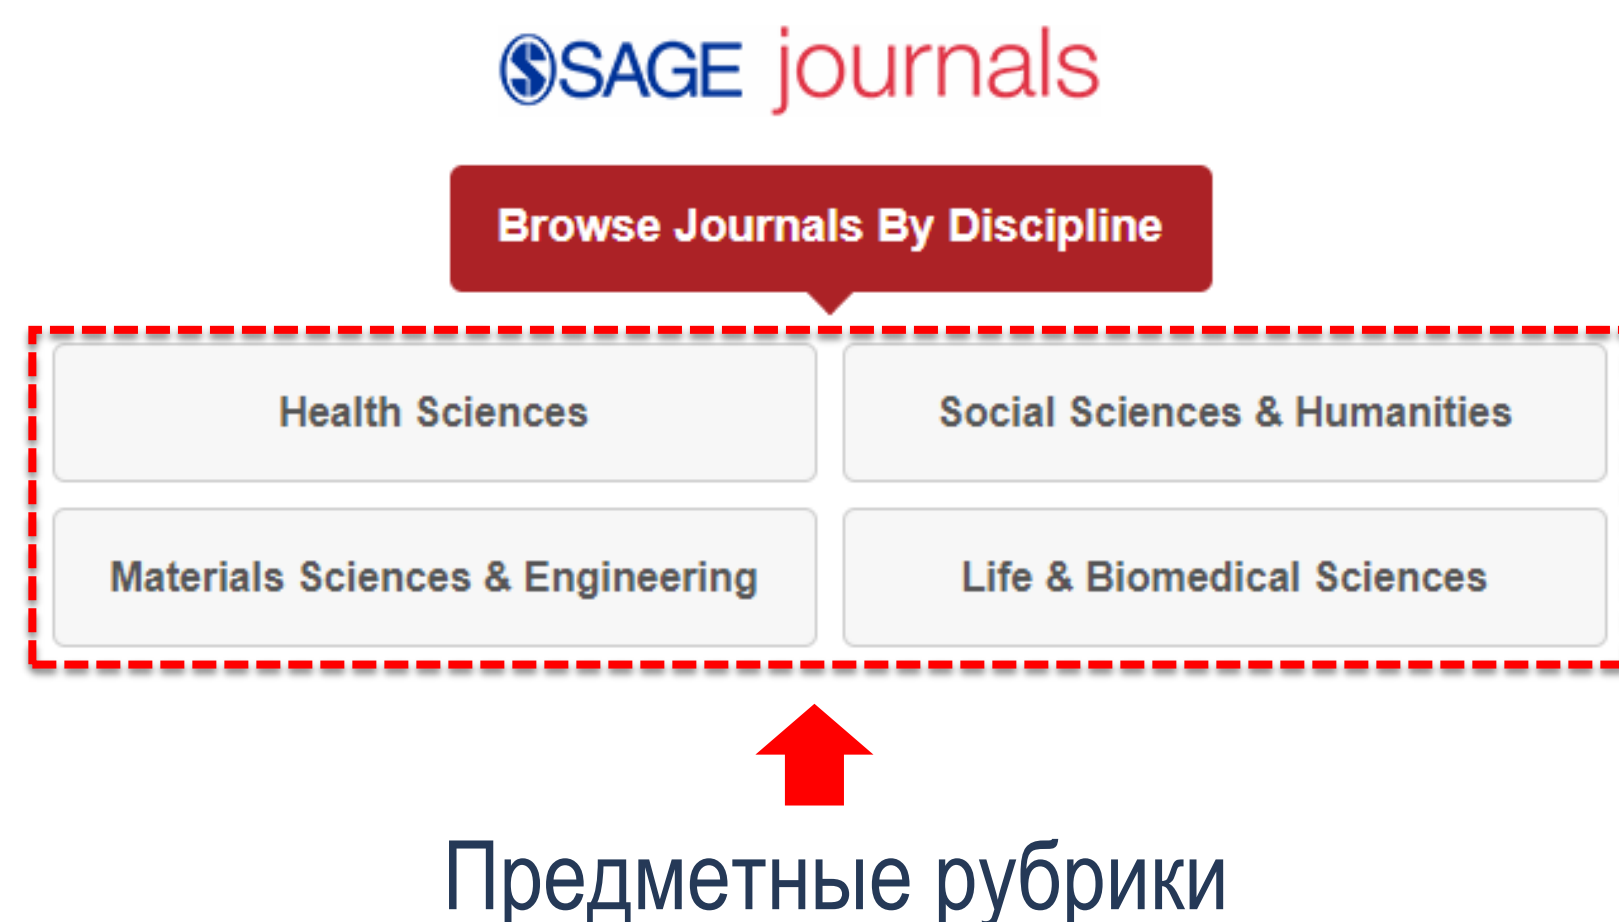 SAGE journals
Browse Journals By Discipline
Health Sciences
Social Sciences & Humanities
Materials Sciences & Engineering
Life & Biomedical Sciences
Предметные рубрики